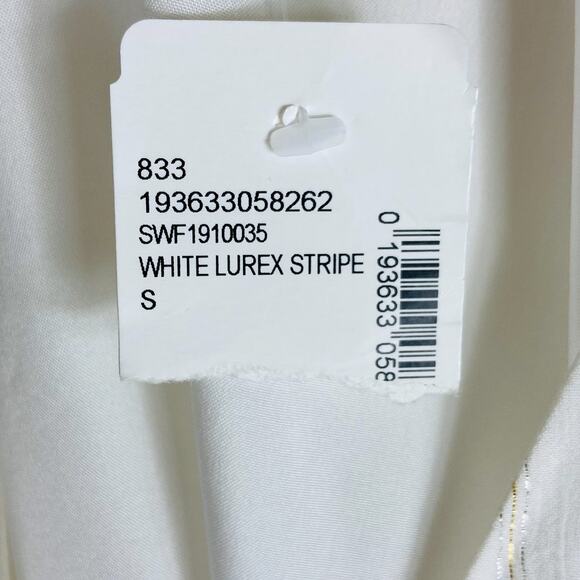 833
193633058262
SWF1910035
WHITE LUREX STRIPE
S
0 193633 058